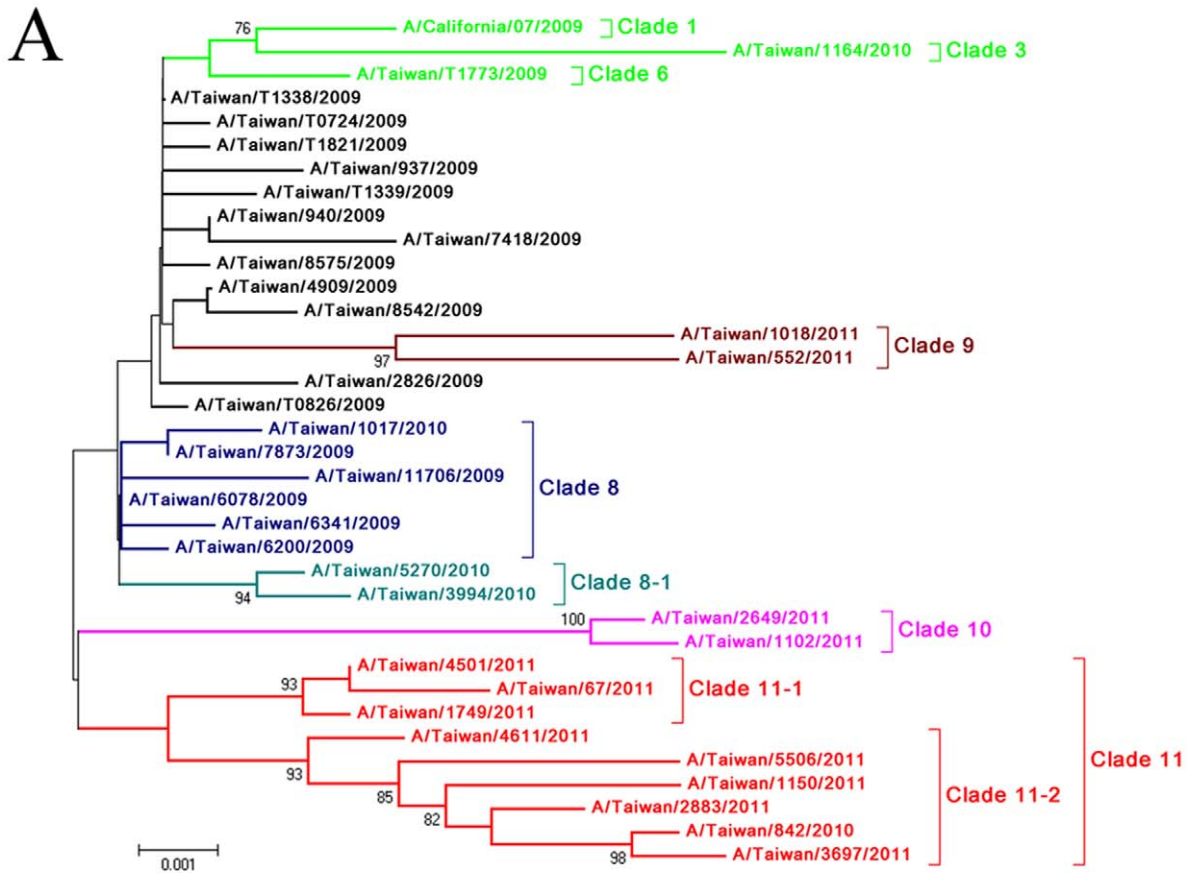 A
76
A/California/07/2009
Clade 1
A/Taiwan/1164/2010
Clade 3
A/Taiwan/T1773/2009
Clade 6
A/Taiwan/T1338/2009
A/Taiwan/T0724/2009
A/Taiwan/T1821/2009
A/Taiwan/937/2009
A/Taiwan/T1339/2009
A/Taiwan/940/2009
A/Taiwan/7418/2009
A/Taiwan/8575/2009
A/Taiwan/4909/2009
A/Taiwan/8542/2009
A/Taiwan/1018/2011
Clade 9
97
A/Taiwan/552/2011
A/Taiwan/2826/2009
A/Taiwan/T0826/2009
A/Taiwan/1017/2010
A/Taiwan/7873/2009
A/Taiwan/11706/2009
Clade 8
A/Taiwan/6078/2009
A/Taiwan/6341/2009
A/Taiwan/6200/2009
A/Taiwan/5270/2010
Clade 8-1
94
A/Taiwan/3994/2010
100
A/Taiwan/2649/2011
Clade 10
A/Taiwan/1102/2011
A/Taiwan/4501/2011
93
A/Taiwan/67/2011
Clade 11-1
A/Taiwan/1749/2011
A/Taiwan/4611/2011
93
A/Taiwan/5506/2011
Clade 11
85
A/Taiwan/1150/2011
Clade 11-2
82
A/Taiwan/2883/2011
A/Taiwan/842/2010
98
A/Taiwan/3697/2011
0.001